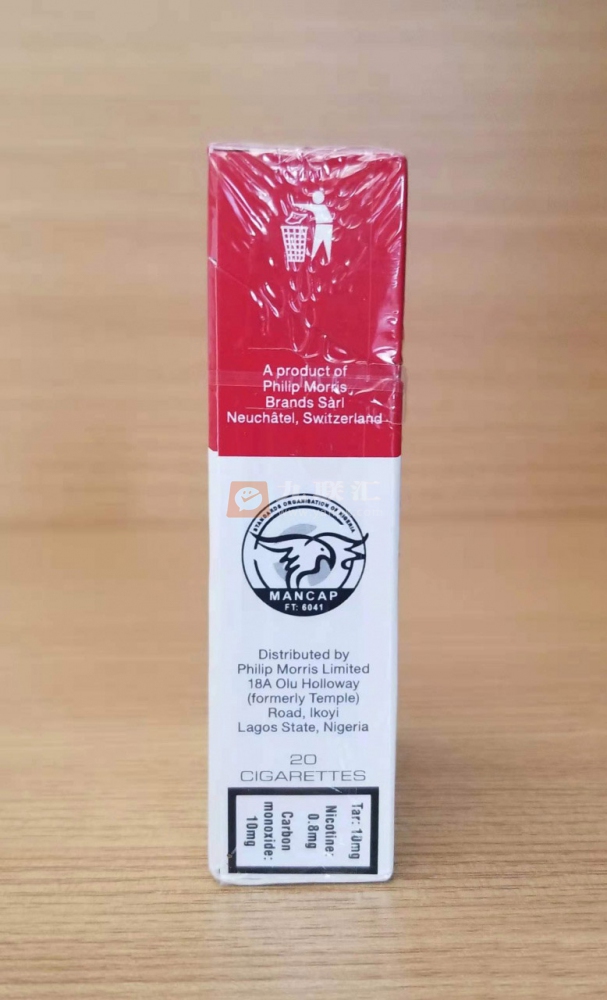 A product of
Philip Morris
Brands Sàrl
Neuchâtel, Switzerland
STANDARDS ORGANISATION OF NIGERIA
MANCAP
FT: 6041
Distributed by
Philip Morris Limited
18A Olu Holloway
(formerly Temple)
Road, Ikoyi
Lagos State, Nigeria
20
CIGARETTES
Tar: 10mg
Nicotine:
0.8mg
Carbon
monoxide:
10mg